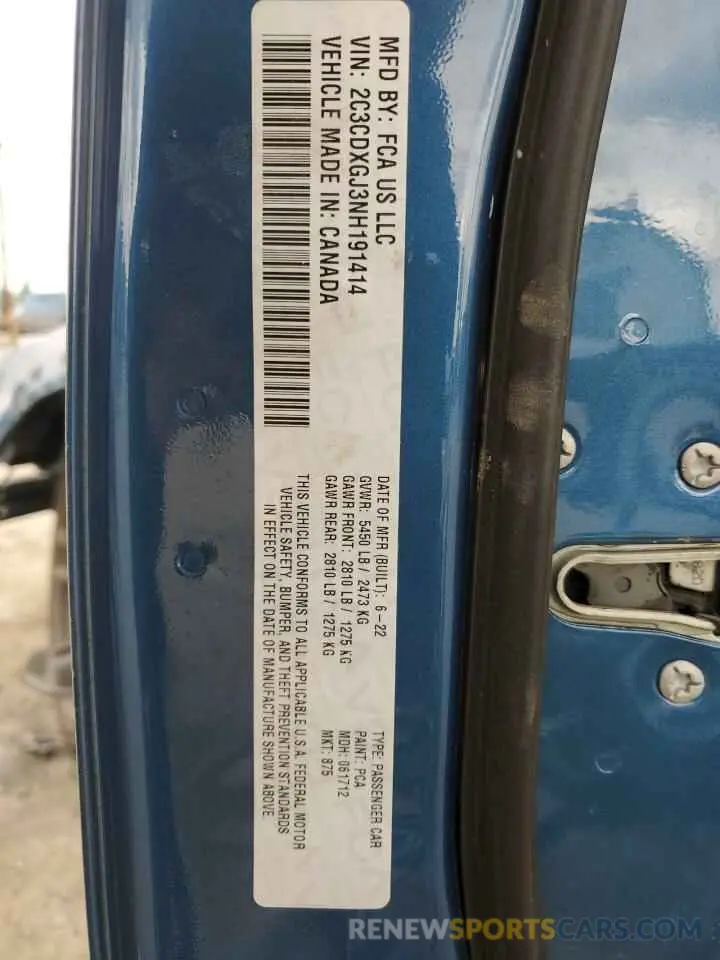 MFD BY: FCA US LLC
VIN: 2C3CDXGJ3NH191414
VEHICLE MADE IN: CANADA
DATE OF MFR (BUILT): 6-22
GVWR: 5450 LB / 2473 KG
GAWR FRONT: 2810 LB / 1275 KG
GAWR REAR: 2810 LB / 1275 KG
TYPE: PASSENGER CAR
PAINT: PCA
MDH: 061712
MKT: 875
THIS VEHICLE CONFORMS TO ALL APPLICABLE U.S.A. FEDERAL MOTOR
VEHICLE SAFETY, BUMPER, AND THEFT PREVENTION STANDARDS
IN EFFECT ON THE DATE OF MANUFACTURE SHOWN ABOVE.
RENEWSPORTSCARS.COM